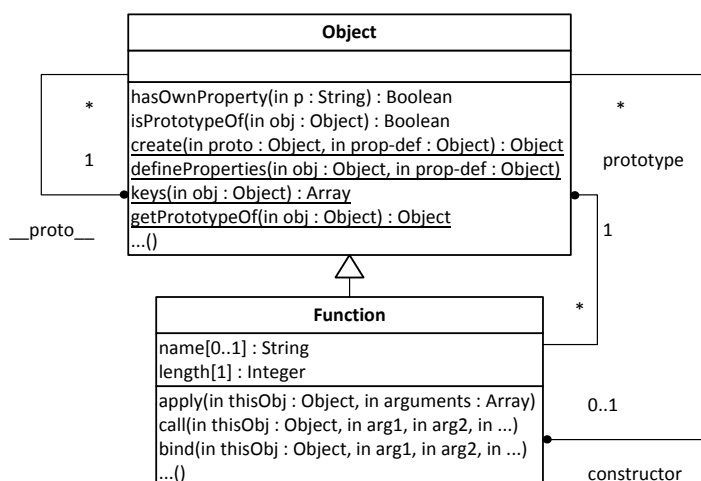 Object
*
*
hasOwnProperty(in p : String) : Boolean
isPrototypeOf(in obj : Object) : Boolean
create(in proto : Object, in prop-def : Object) : Object
defineProperties(in obj : Object, in prop-def : Object)
keys(in obj : Object) : Array
getPrototypeOf(in obj : Object) : Object
...()
1
prototype
__proto__
1
*
Function
name[0..1] : String
length[1] : Integer
apply(in thisObj : Object, in arguments : Array)
call(in thisObj : Object, in arg1, in arg2, in ...)
bind(in thisObj : Object, in arg1, in arg2, in ...)
...()
0..1
constructor